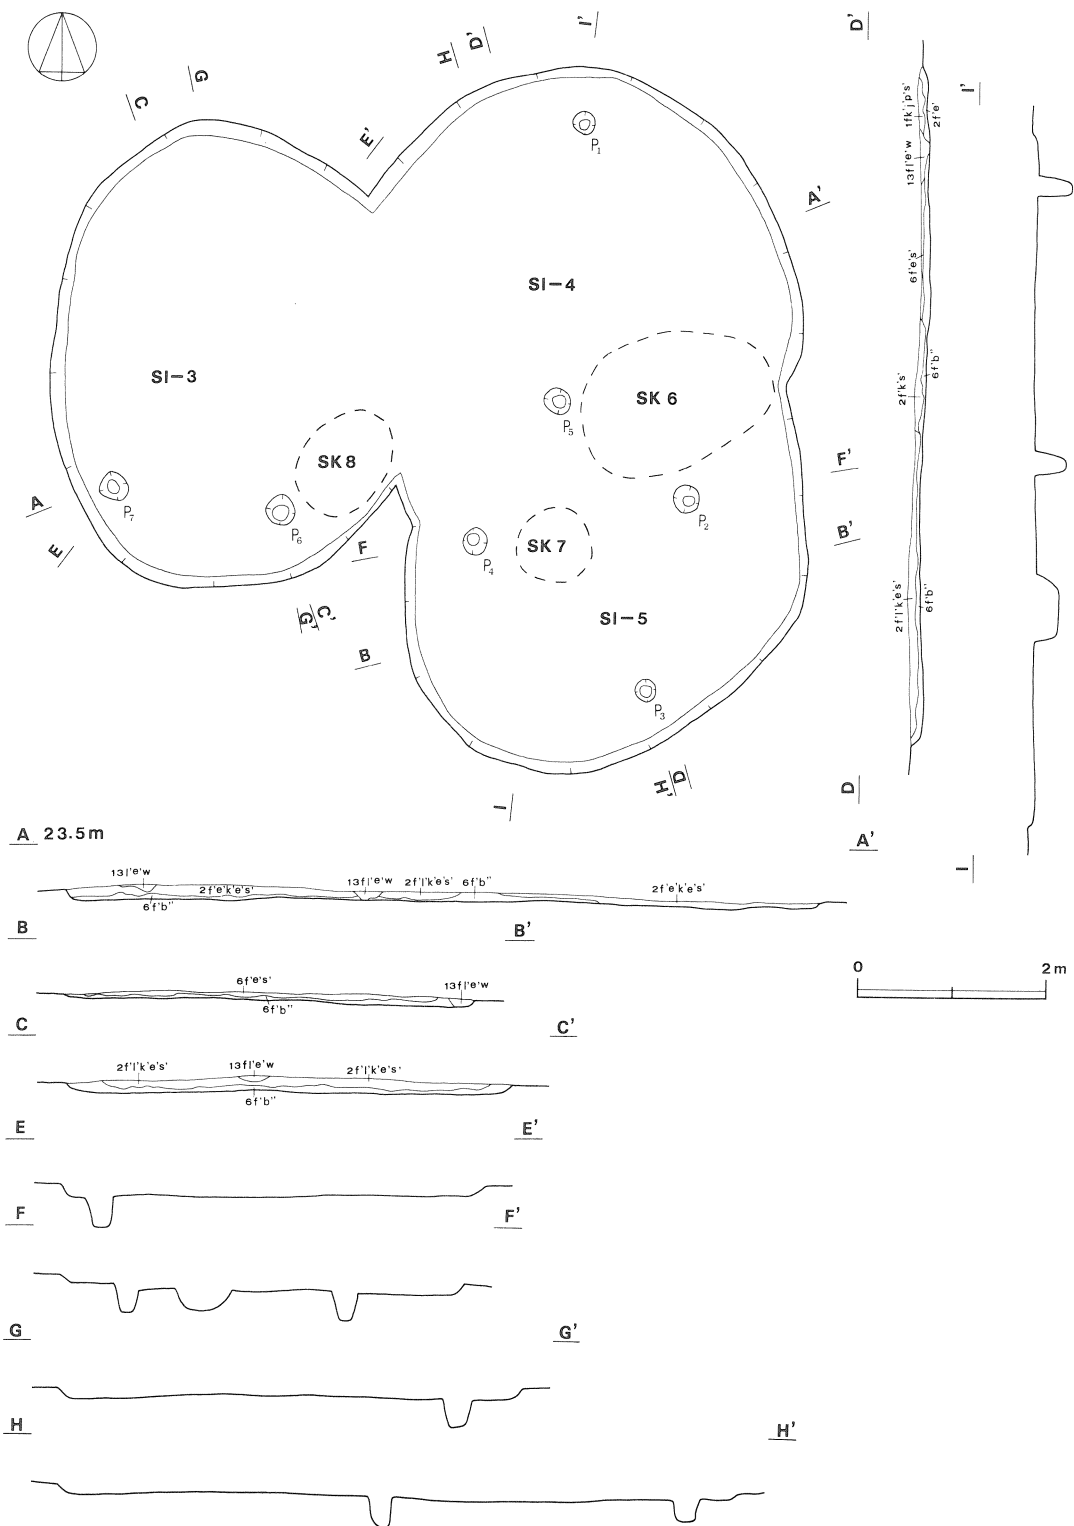 I'
D'
H
D'
G
C
E'
I'
P₁
A'
1fk'j'p's'
2f'e'
13fl'e'w
SI-4
6f'e's'
SI-3
SK 6
6f'b''
2f'k's'
P₅
SK 8
F'
P₇
A
P₆
P₂
B'
E
F
P₄
SK 7
2f'l'k'e's'
6f'b''
C'
G'
SI-5
B
P₃
H'
D
D
I
A 23.5m
A'
I
13l'e'w
2f'e'k'e's'
13fl'e'w
2f'l'k'e's'
6f'b''
2f'e'k'e's'
6f'b''
B
B'
6f'e's'
13fl'e'w
6f'b''
0 2m
C
C'
2f'l'k'e's'
13fl'e'w
2f'l'k'e's'
6f'b''
E
E'
F
F'
G
G'
H
H'